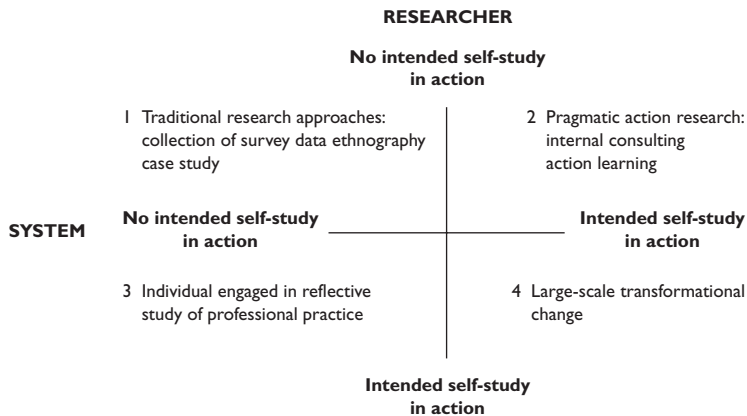 RESEARCHER
No intended self-study
in action
1 Traditional research approaches:
collection of survey data ethnography
case study
2 Pragmatic action research:
internal consulting
action learning
SYSTEM
No intended self-study
in action
Intended self-study
in action
3 Individual engaged in reflective
study of professional practice
4 Large-scale transformational
change
Intended self-study
in action